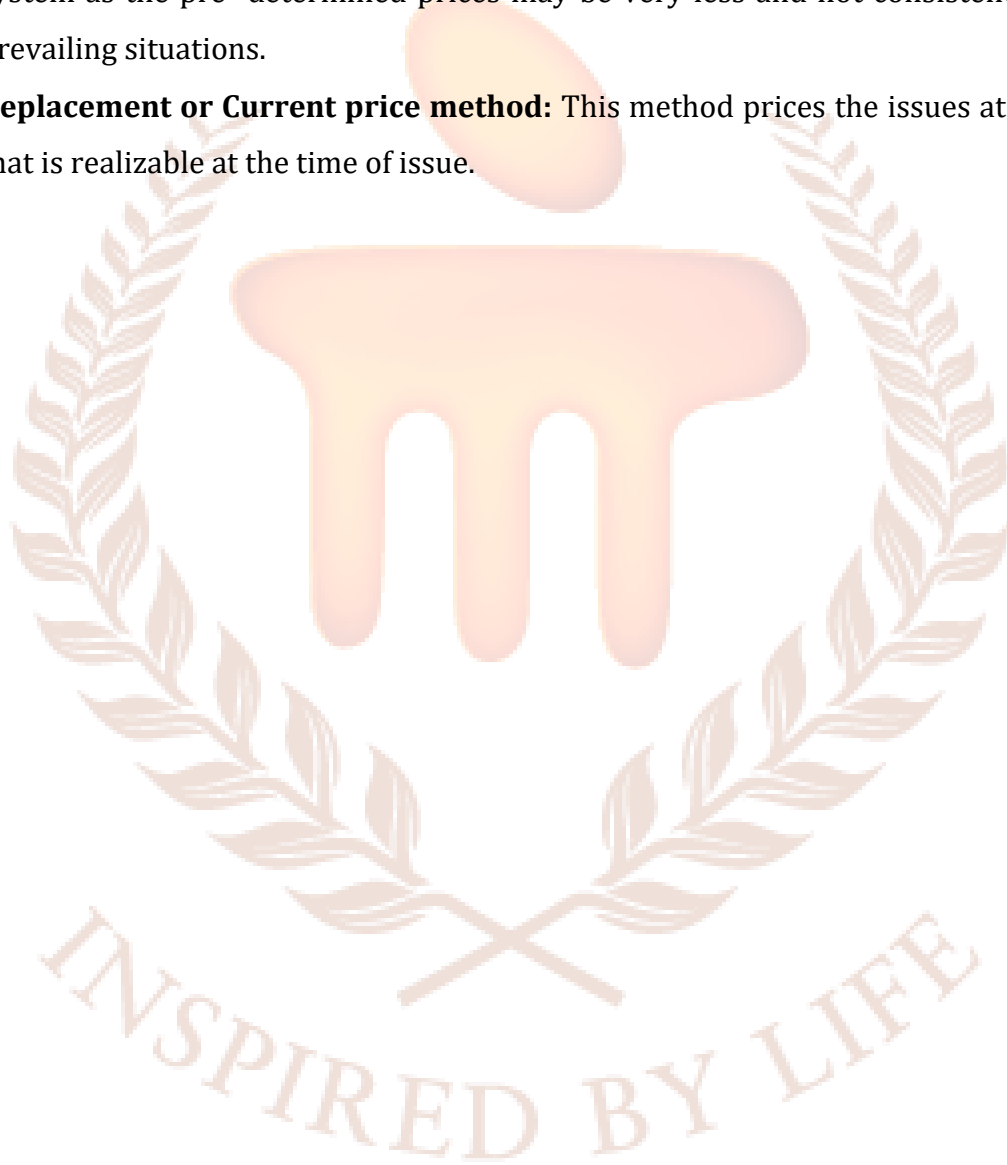 ystem as the pre- determined prices may be very less and not consistent
revailing situations.
eplacement or Current price method: This method prices the issues at
hat is realizable at the time of issue.
INSPIRED BY LIFE